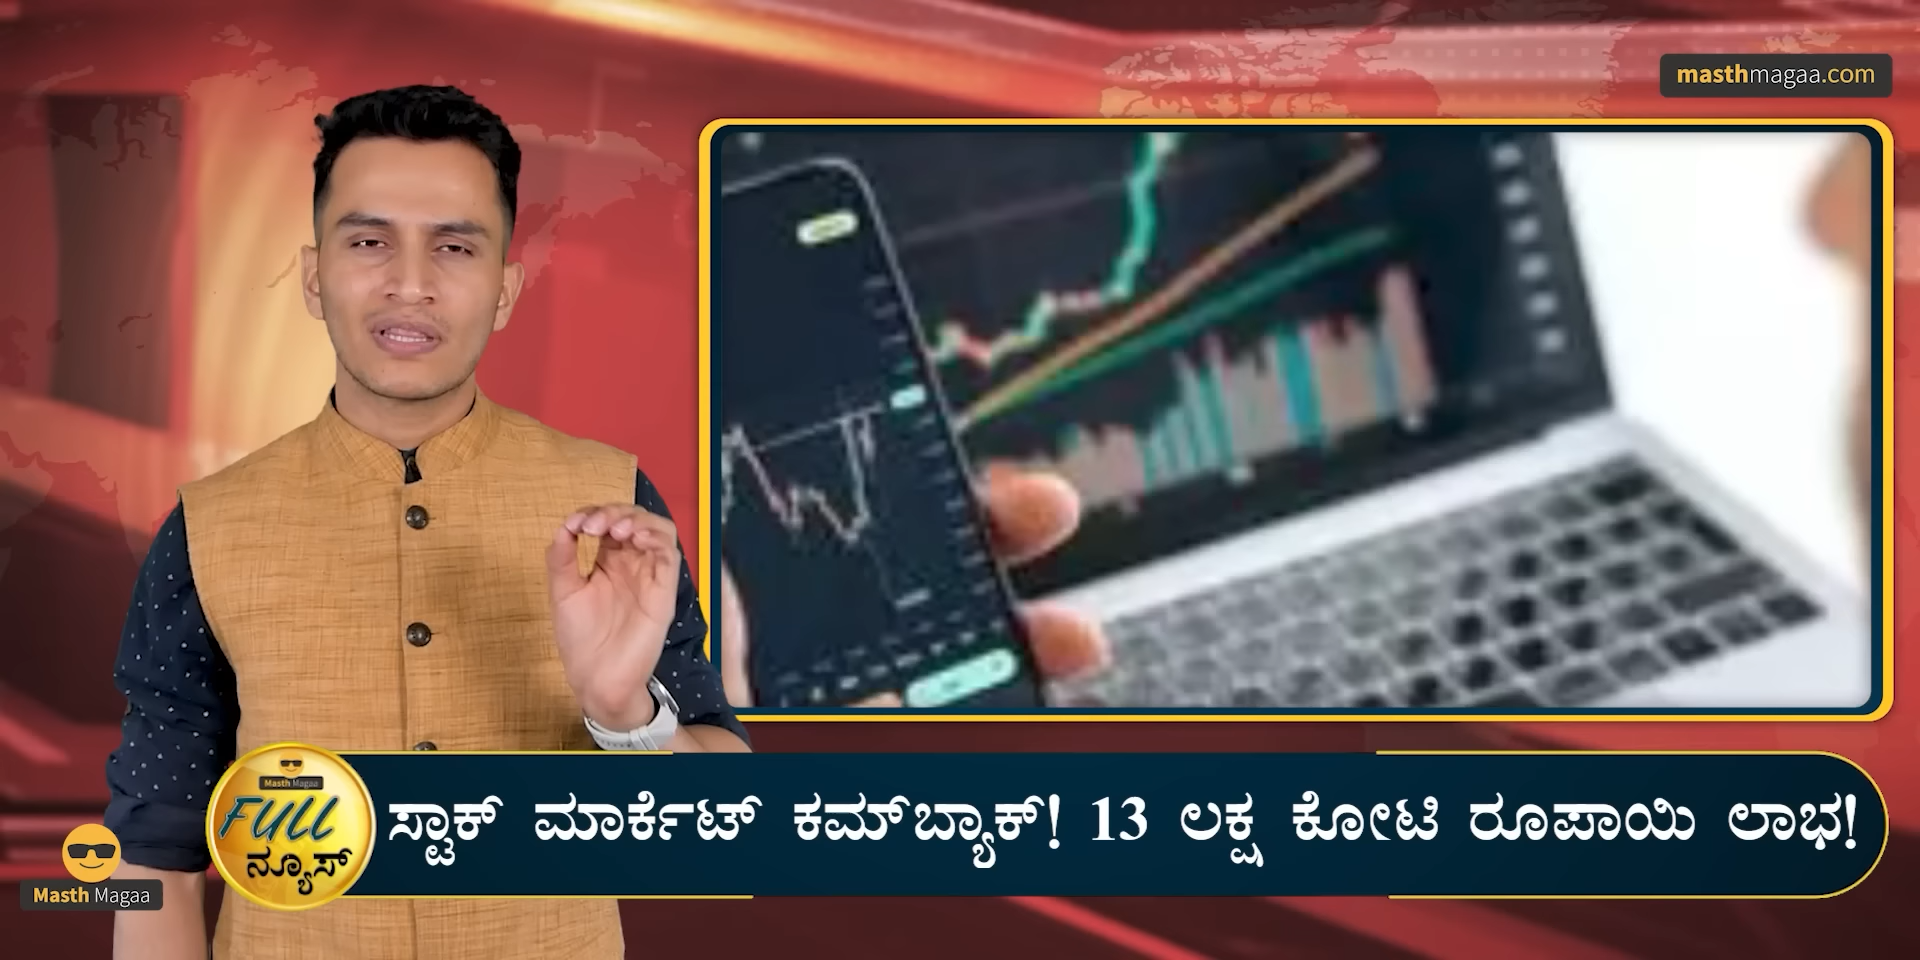 masthmagaa.com
Masth Magaa
FULL
ನ್ಯೂಸ್
ಸ್ಟಾಕ್ ಮಾರ್ಕೆಟ್ ಕಮ್‌ಬ್ಯಾಕ್! 13 ಲಕ್ಷ ಕೋಟಿ ರೂಪಾಯಿ ಲಾಭ!
Masth Magaa